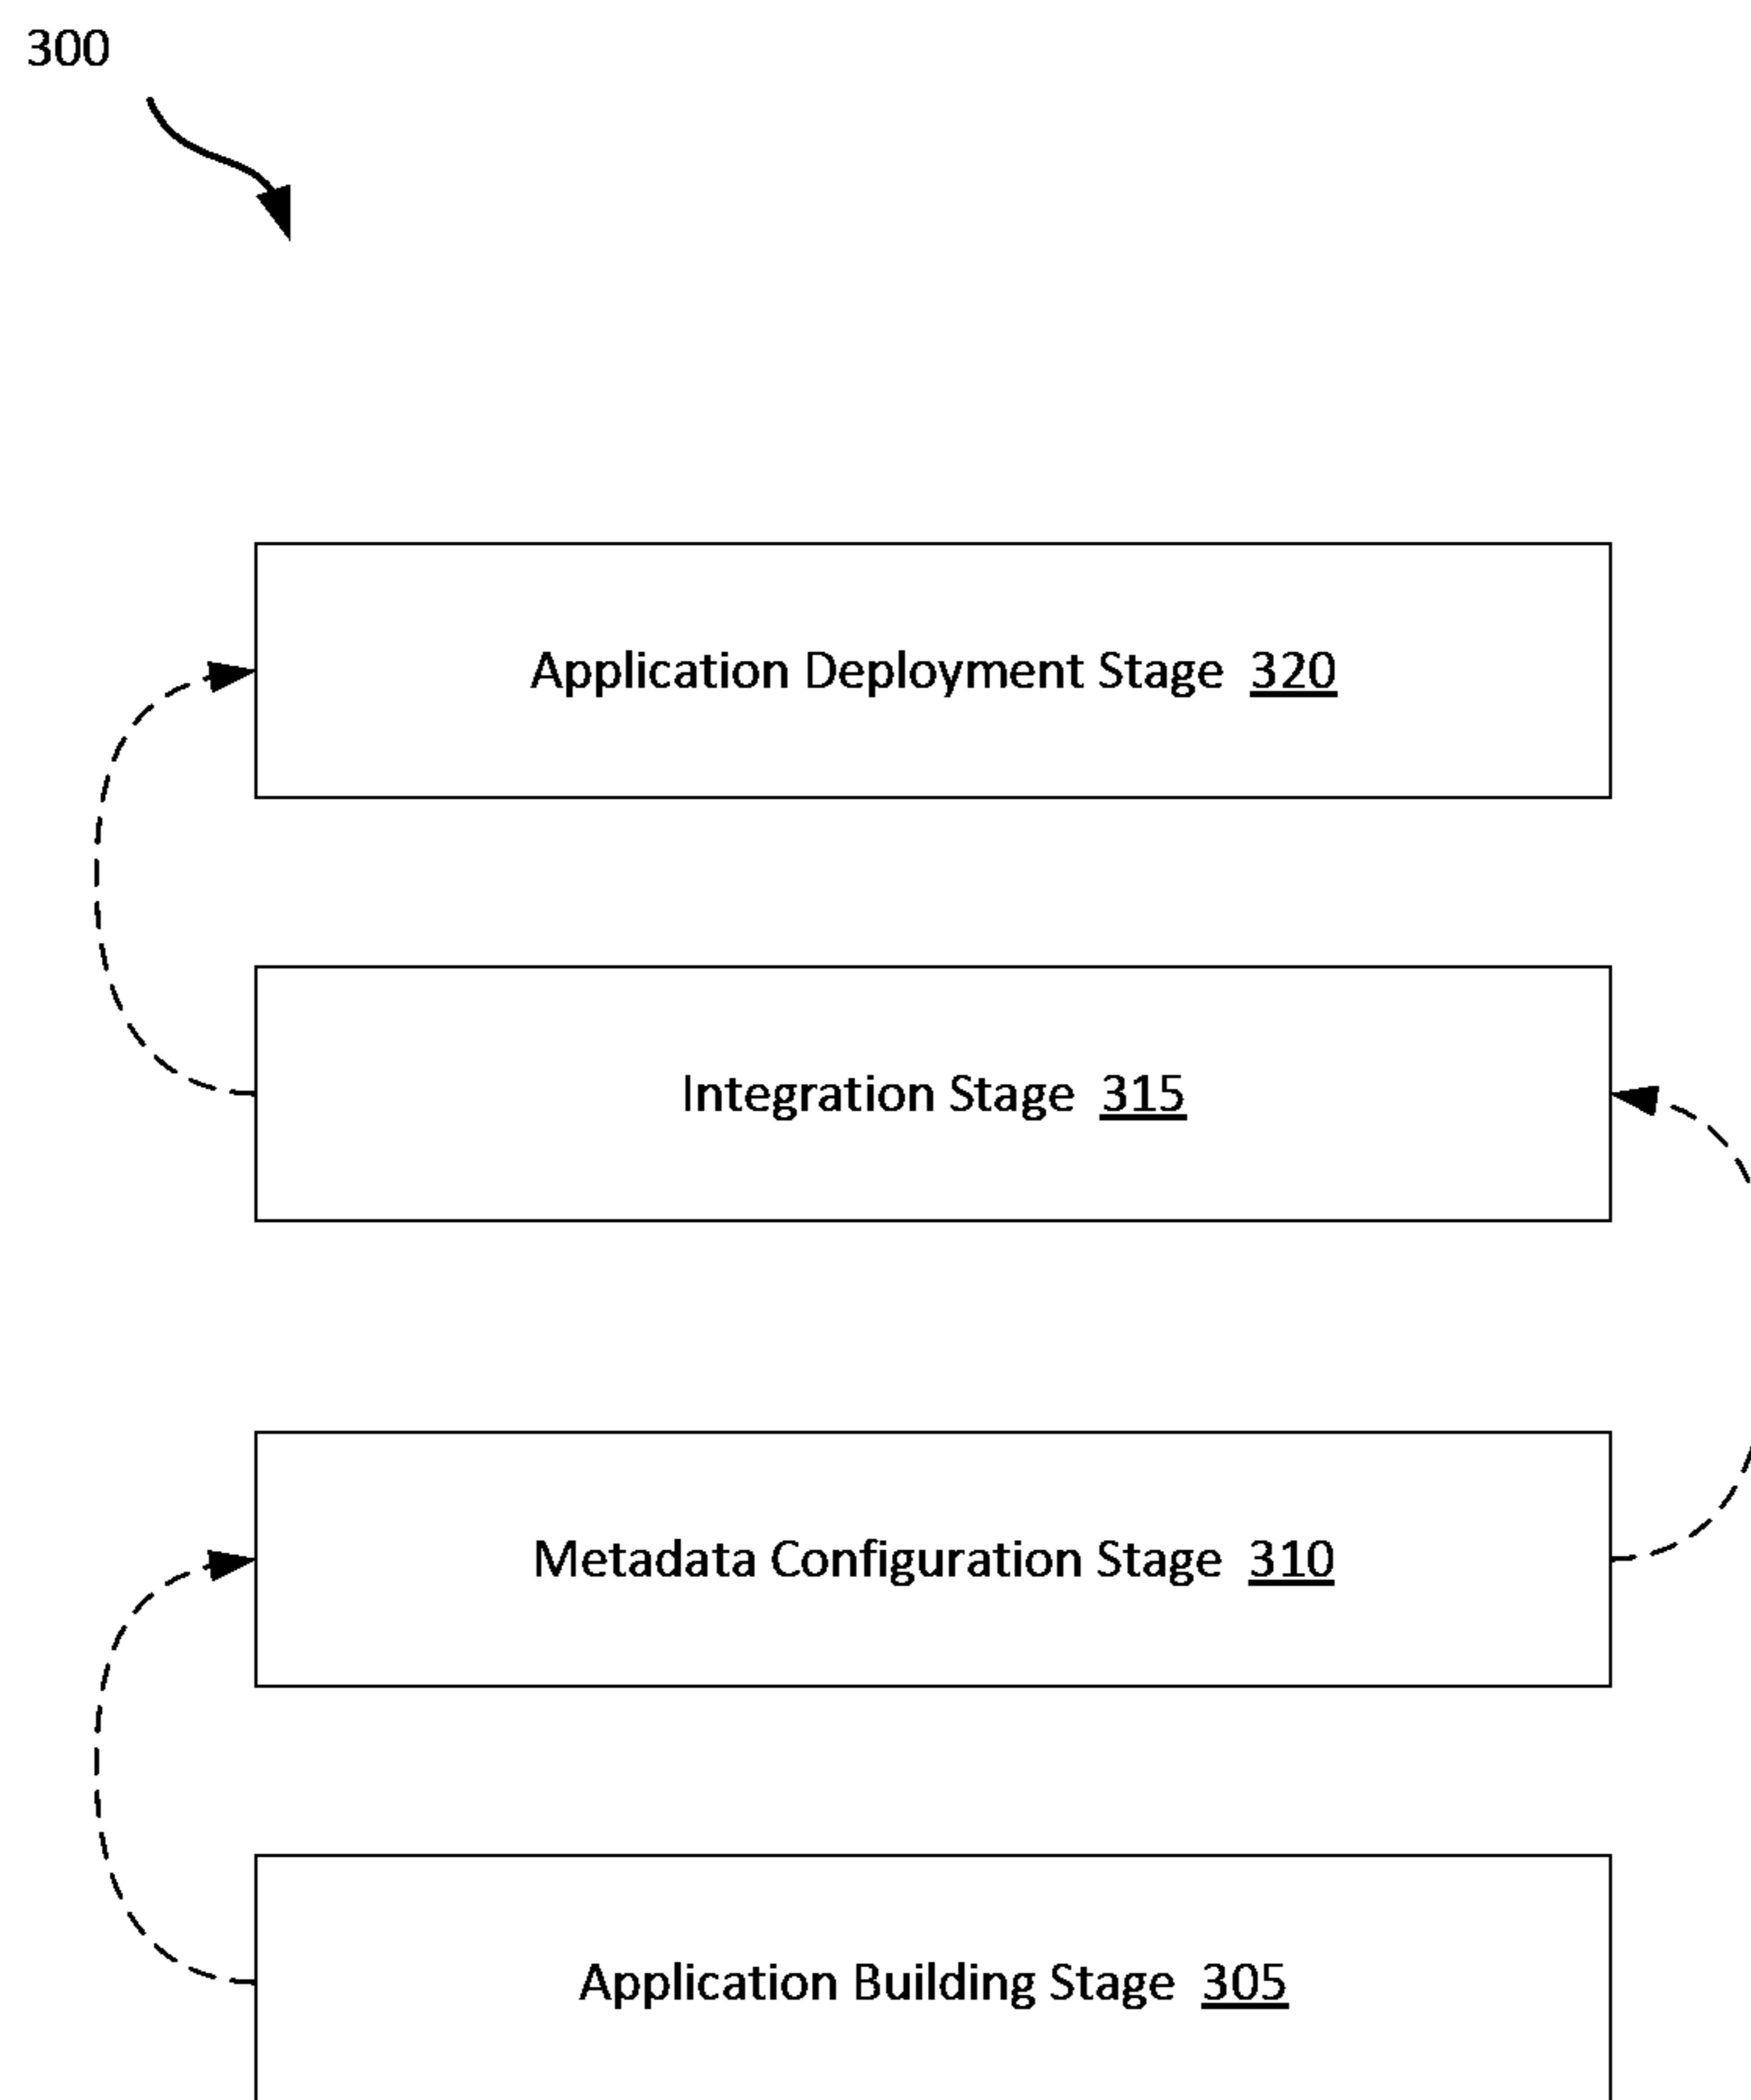 300
Application Deployment Stage 320
Integration Stage 315
Metadata Configuration Stage 310
Application Building Stage 305